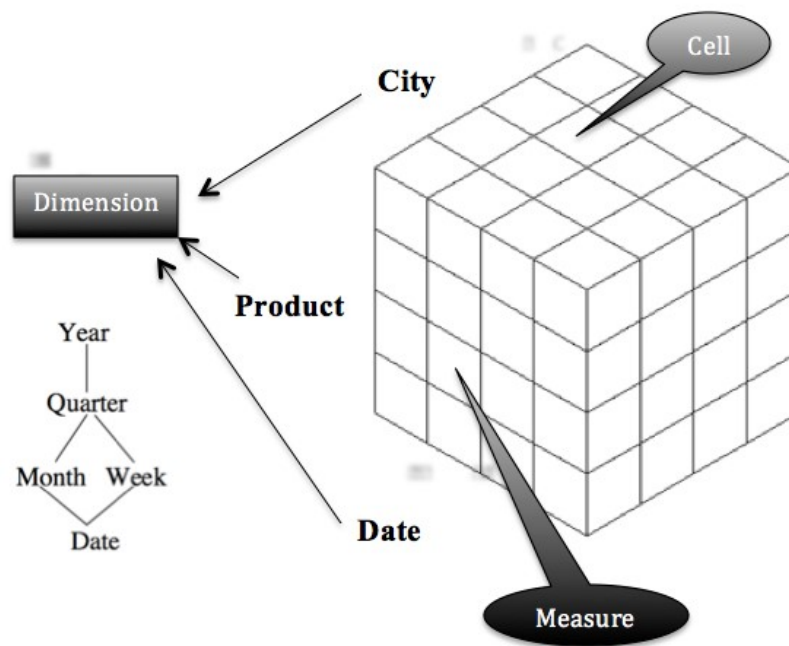 Cell
City
Dimension
Product
Year
Quarter
Month Week
Date
Date
Measure